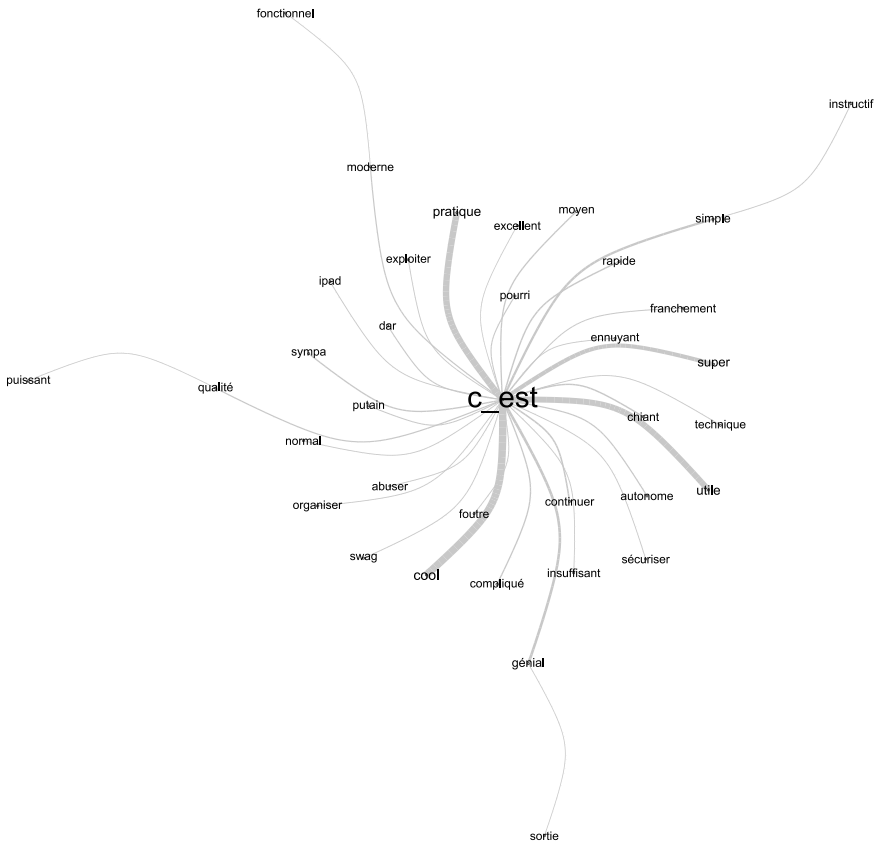 fonctionnel
instructif
moderne
pratique
moyen
simple
excellent
exploiter
rapide
ipad
pourri
franchement
dar
ennuyant
sympa
super
puissant
qualité
c_est
putain
chiant
technique
normal
abuser
utile
organiser
continuer
autonome
foutre
swag
sécuriser
cool
insuffisant
compliqué
génial
sortie